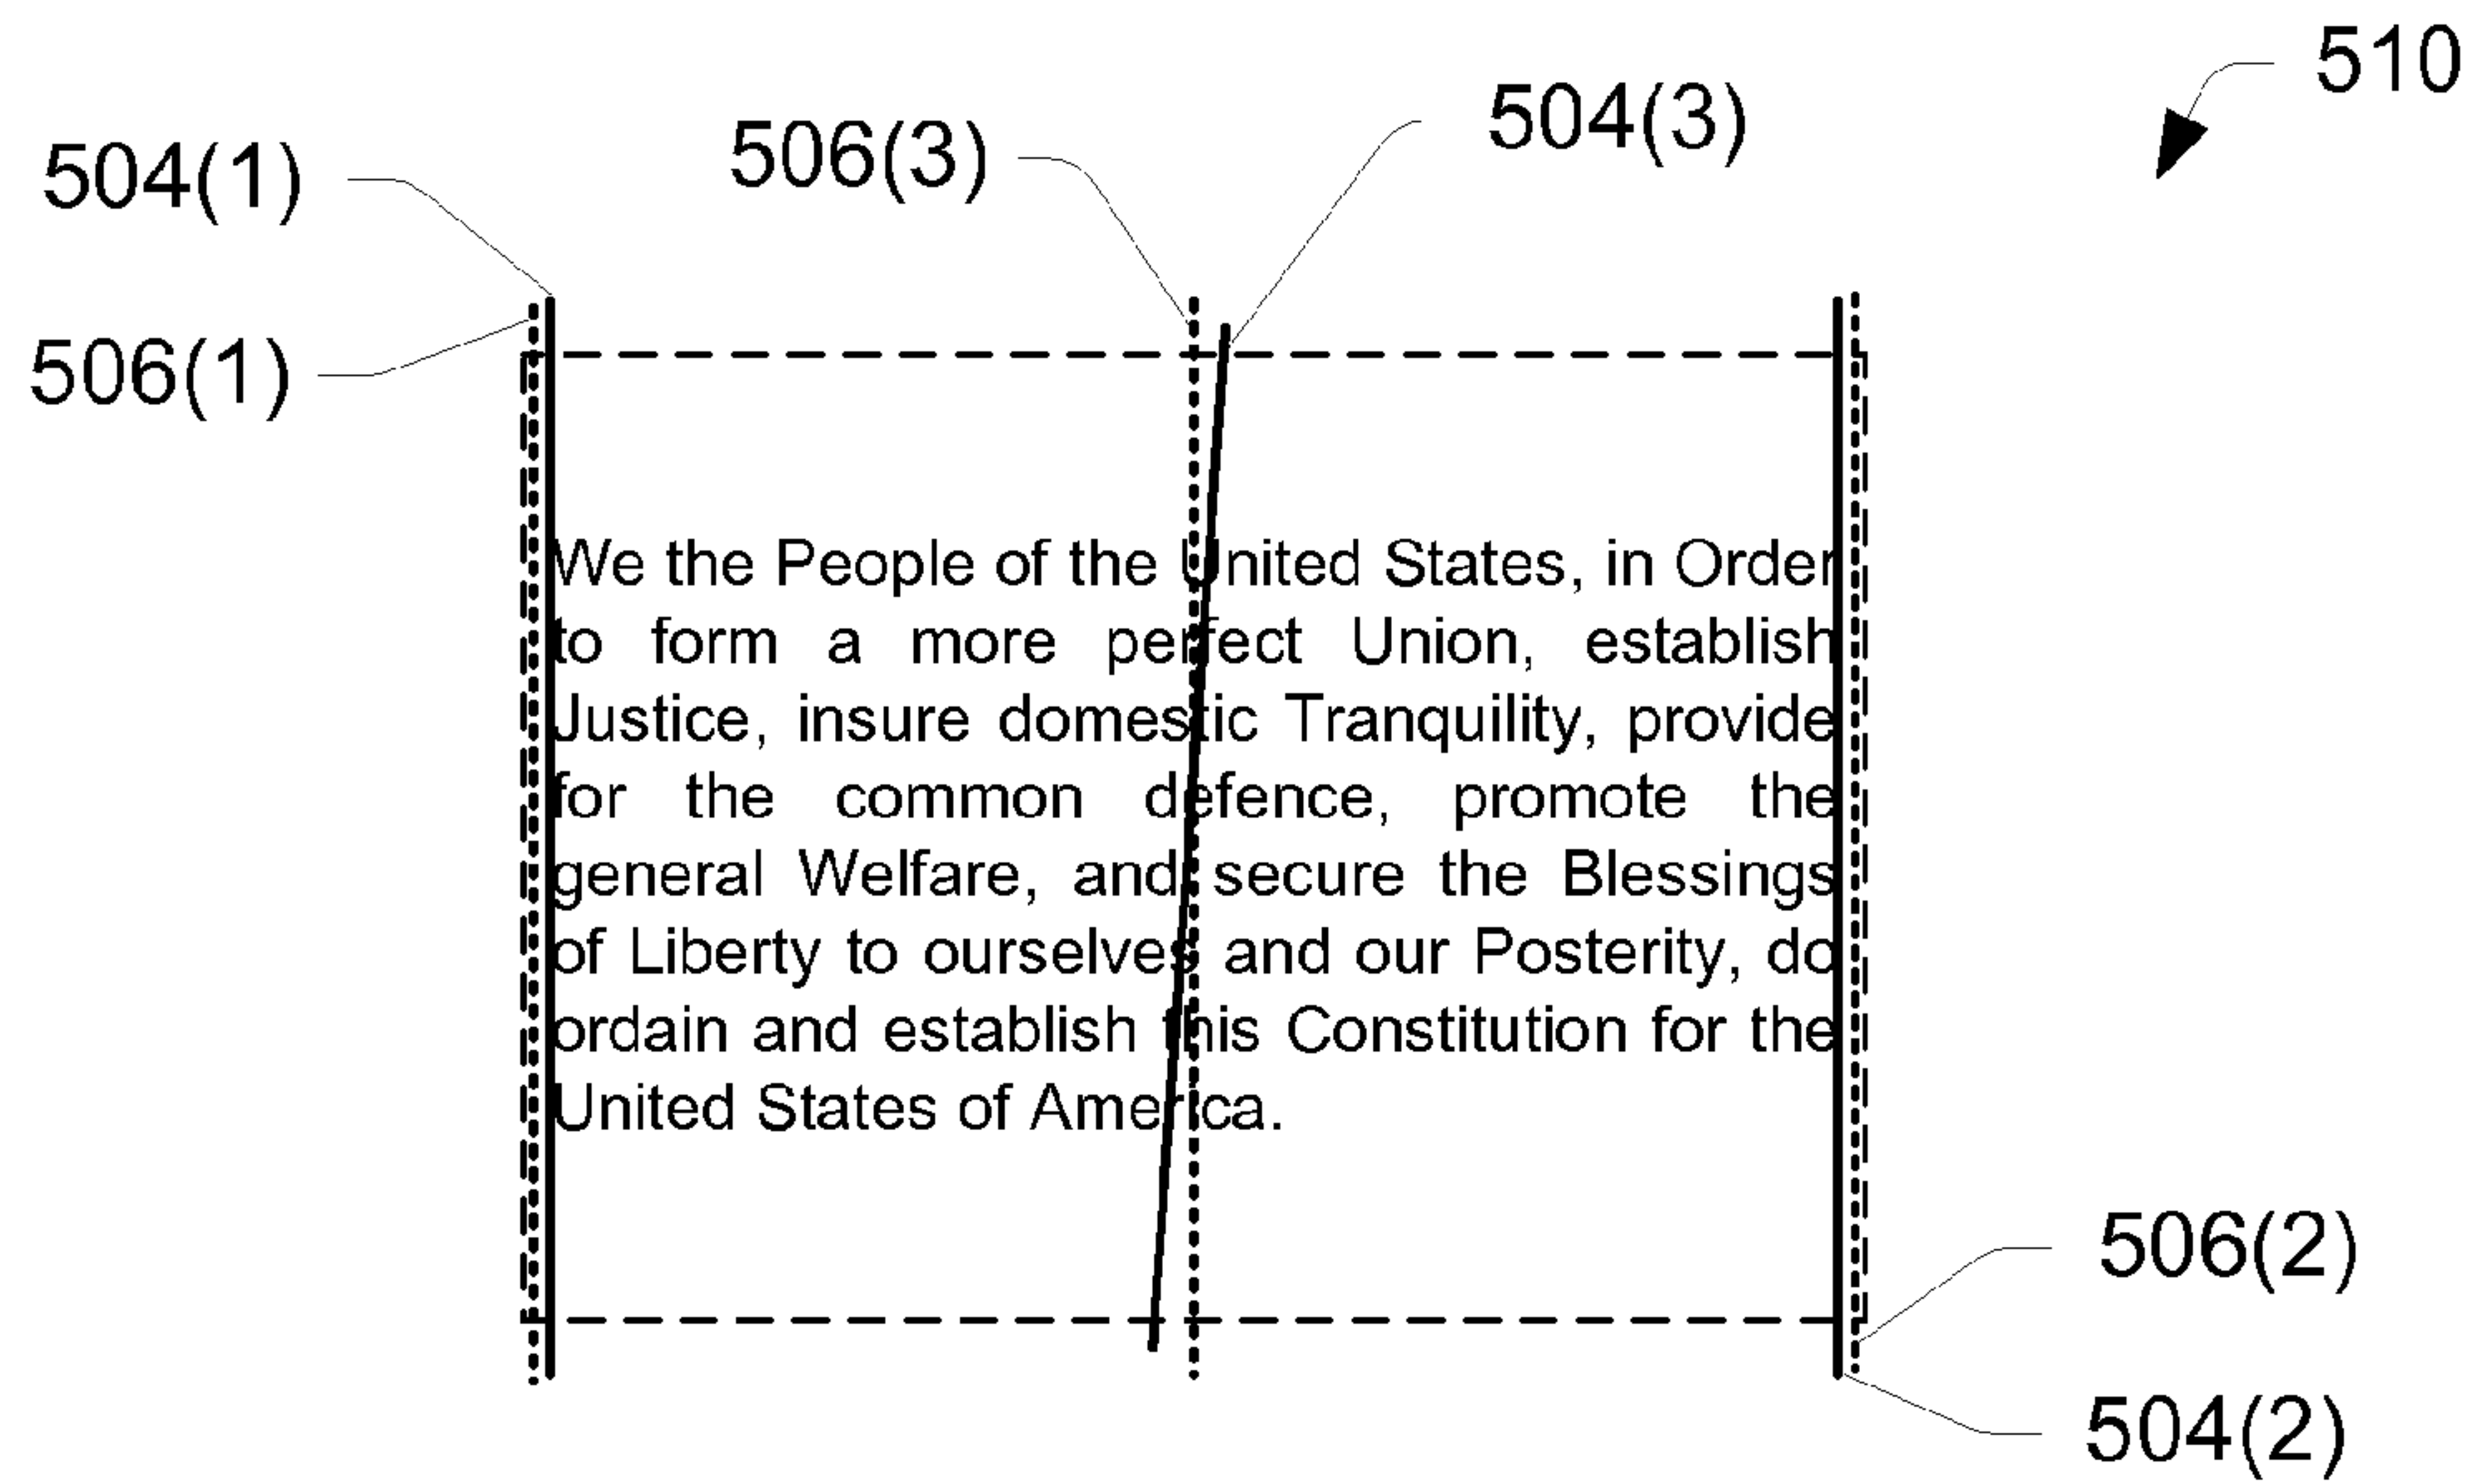 510
504(3)
506(3)
504(1)
506(1)
We the People of the United States, in Order
to form a more perfect Union, establish
Justice, insure domestic Tranquility, provide
for the common defence, promote the
general Welfare, and secure the Blessings
of Liberty to ourselves and our Posterity, do
ordain and establish this Constitution for the
United States of America.
506(2)
504(2)